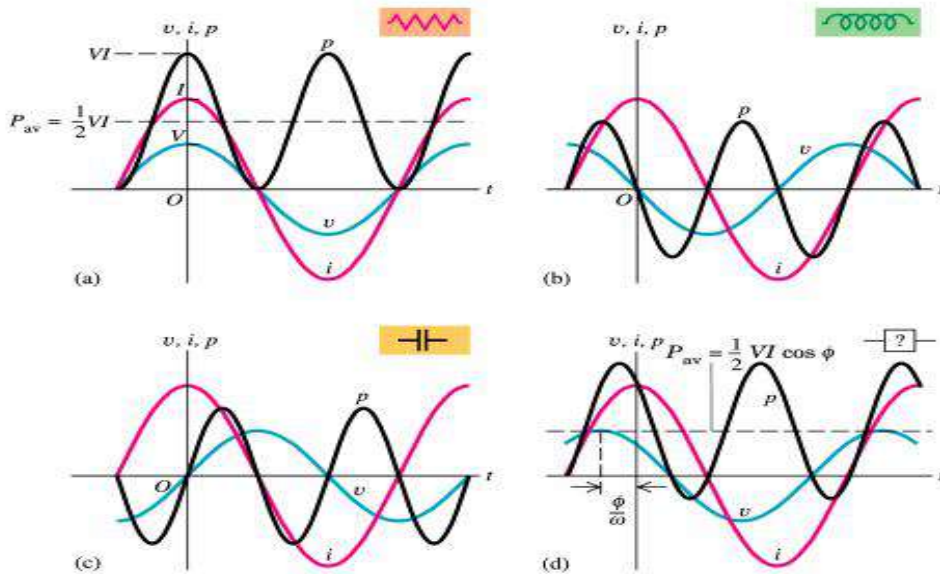 v, i, p
VI
p
I
P_av = 1/2 VI
V
O
t
v
i
(a)
v, i, p
p
v
O
t
i
(b)
v, i, p
p
O
t
v
i
(c)
v, i, p
P_av = 1/2 VI cos ϕ
?
p
t
ϕ/ω
v
i
(d)